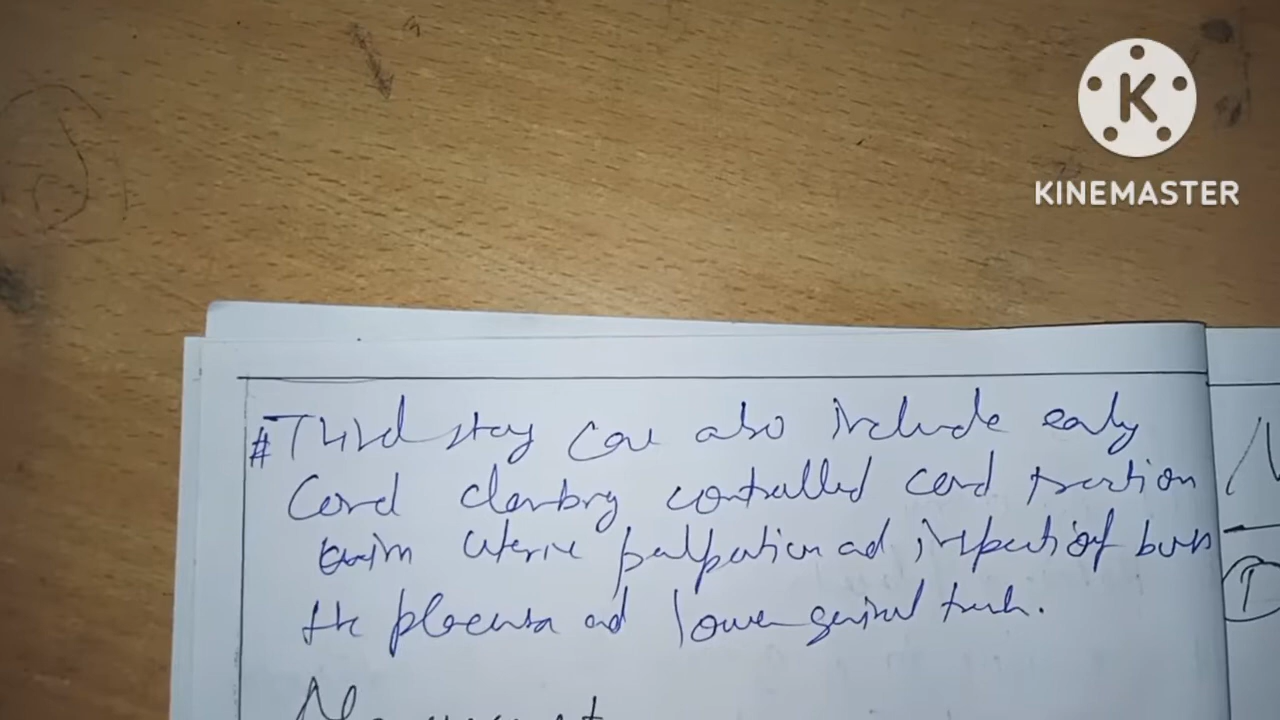 KINEMASTER
# Third stage care also include early
Cord clamping controlled cord traction
uterine palpation and inspection of both
the placenta and lower genital tract.